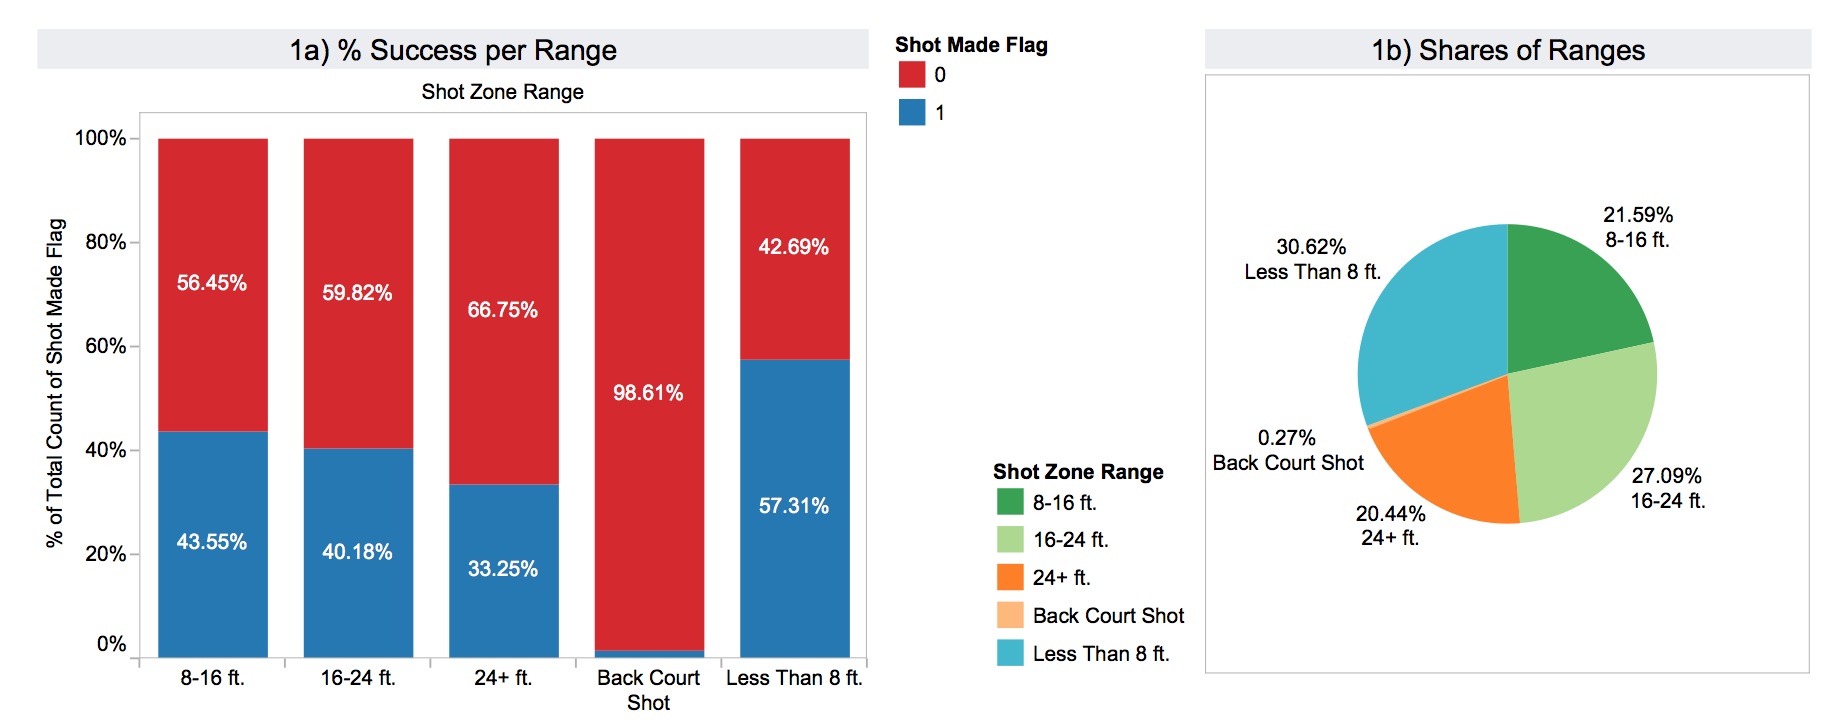 1a) % Success per Range
Shot Zone Range
% of Total Count of Shot Made Flag
100%
80%
60%
40%
20%
0%
56.45%
43.55%
59.82%
40.18%
66.75%
33.25%
98.61%
42.69%
57.31%
8-16 ft.
16-24 ft.
24+ ft.
Back Court
Shot
Less Than 8 ft.
Shot Made Flag
0
1
Shot Zone Range
8-16 ft.
16-24 ft.
24+ ft.
Back Court Shot
Less Than 8 ft.
1b) Shares of Ranges
21.59%
8-16 ft.
30.62%
Less Than 8 ft.
0.27%
Back Court Shot
27.09%
16-24 ft.
20.44%
24+ ft.